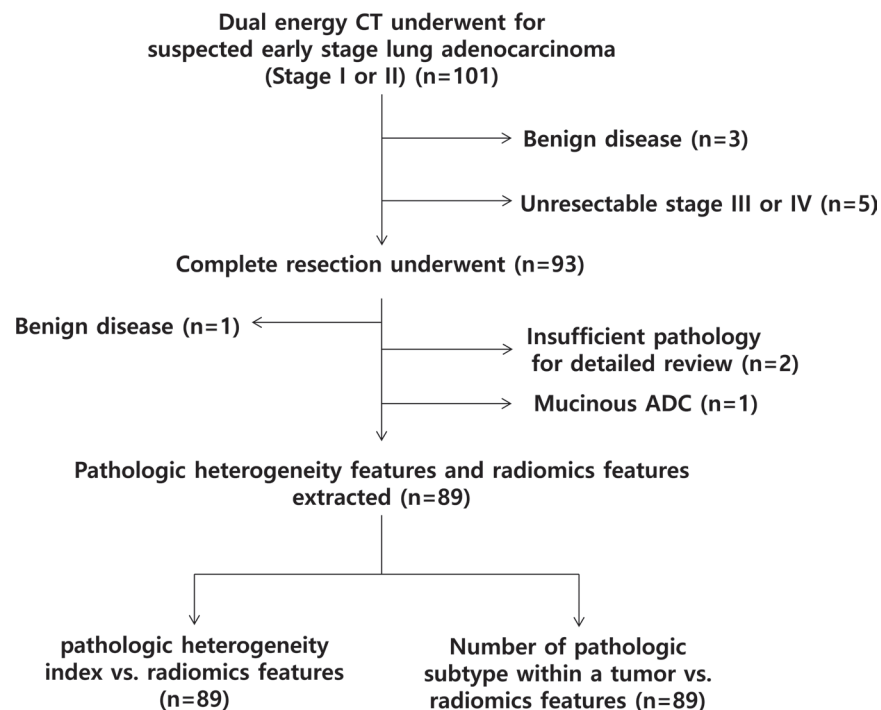 Dual energy CT underwent for
suspected early stage lung adenocarcinoma
(Stage I or II) (n=101)
Benign disease (n=3)
Unresectable stage III or IV (n=5)
Complete resection underwent (n=93)
Benign disease (n=1)
Insufficient pathology
for detailed review (n=2)
Mucinous ADC (n=1)
Pathologic heterogeneity features and radiomics features
extracted (n=89)
pathologic heterogeneity
index vs. radiomics features
(n=89)
Number of pathologic
subtype within a tumor vs.
radiomics features (n=89)